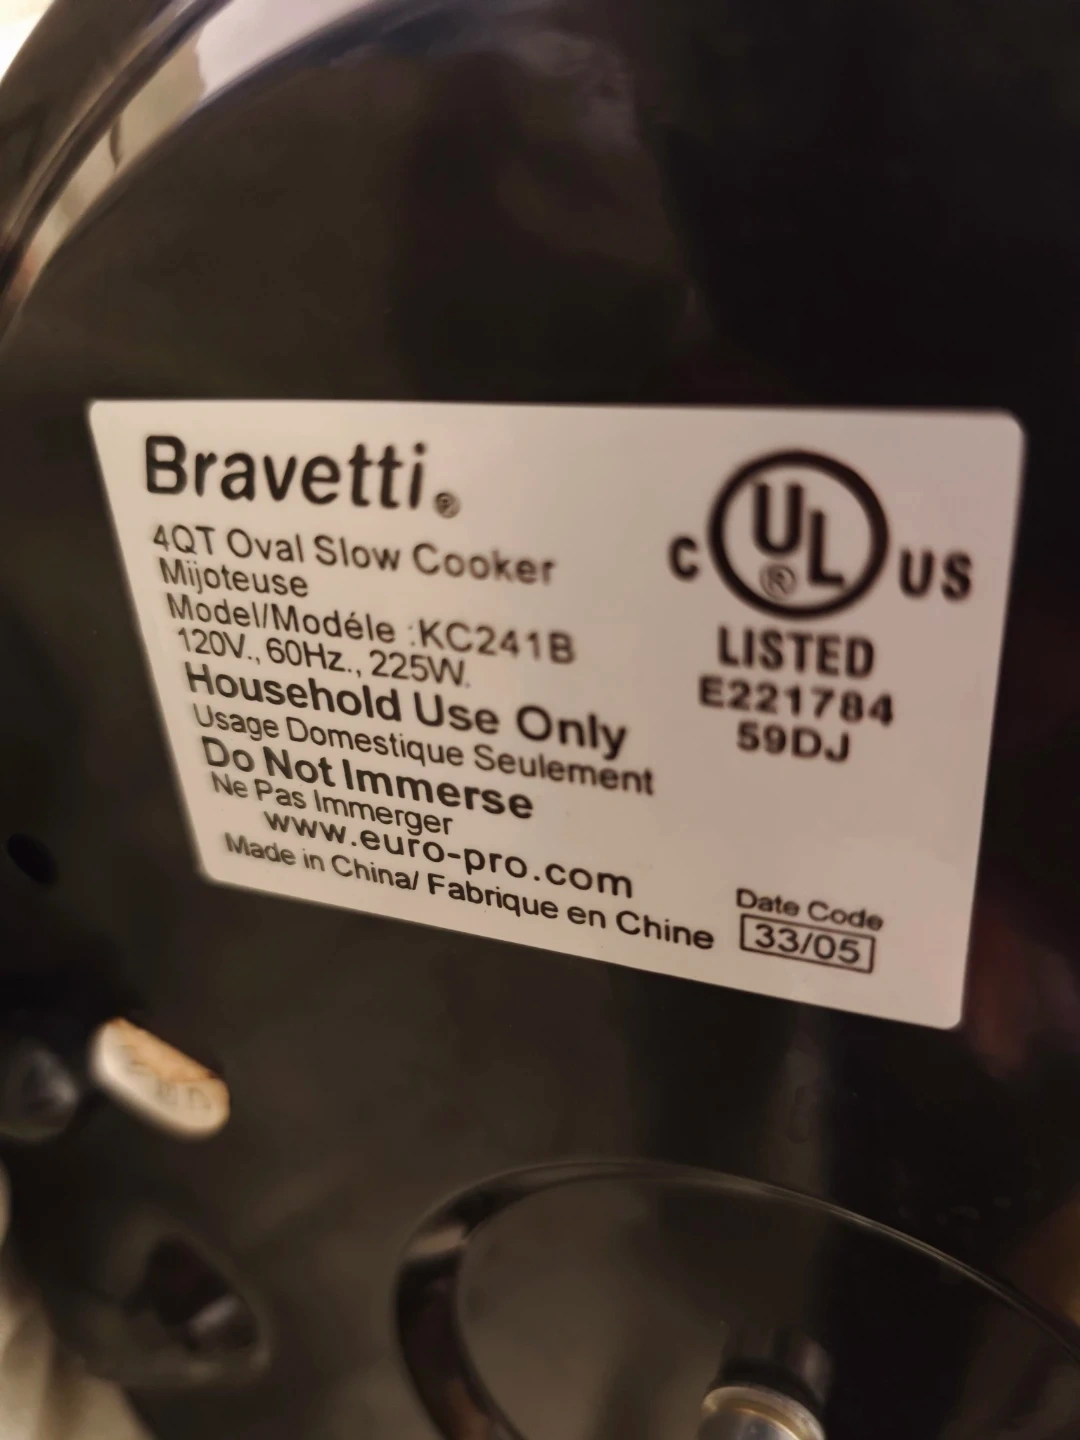 Bravetti®
4QT Oval Slow Cooker
Mijoteuse
Model/Modéle :KC241B
120V., 60Hz., 225W.
Household Use Only
Usage Domestique Seulement
Do Not Immerse
Ne Pas Immerger
www.euro-pro.com
Made in China/ Fabrique en Chine
C UL® US
LISTED
E221784
59DJ
Date Code
33/05